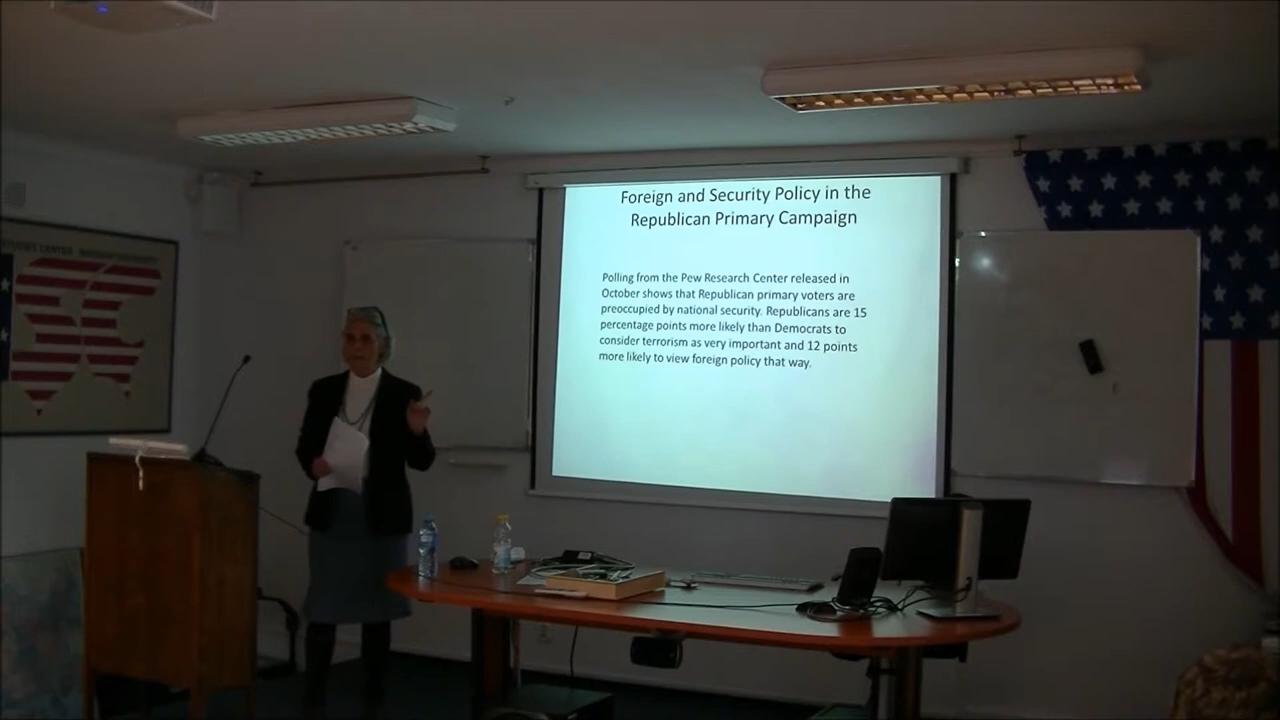 Foreign and Security Policy in the
Republican Primary Campaign
Polling from the Pew Research Center released in
October shows that Republican primary voters are
preoccupied by national security. Republicans are 15
percentage points more likely than Democrats to
consider terrorism as very important and 12 points
more likely to view foreign policy that way.
STUDIES CENTER